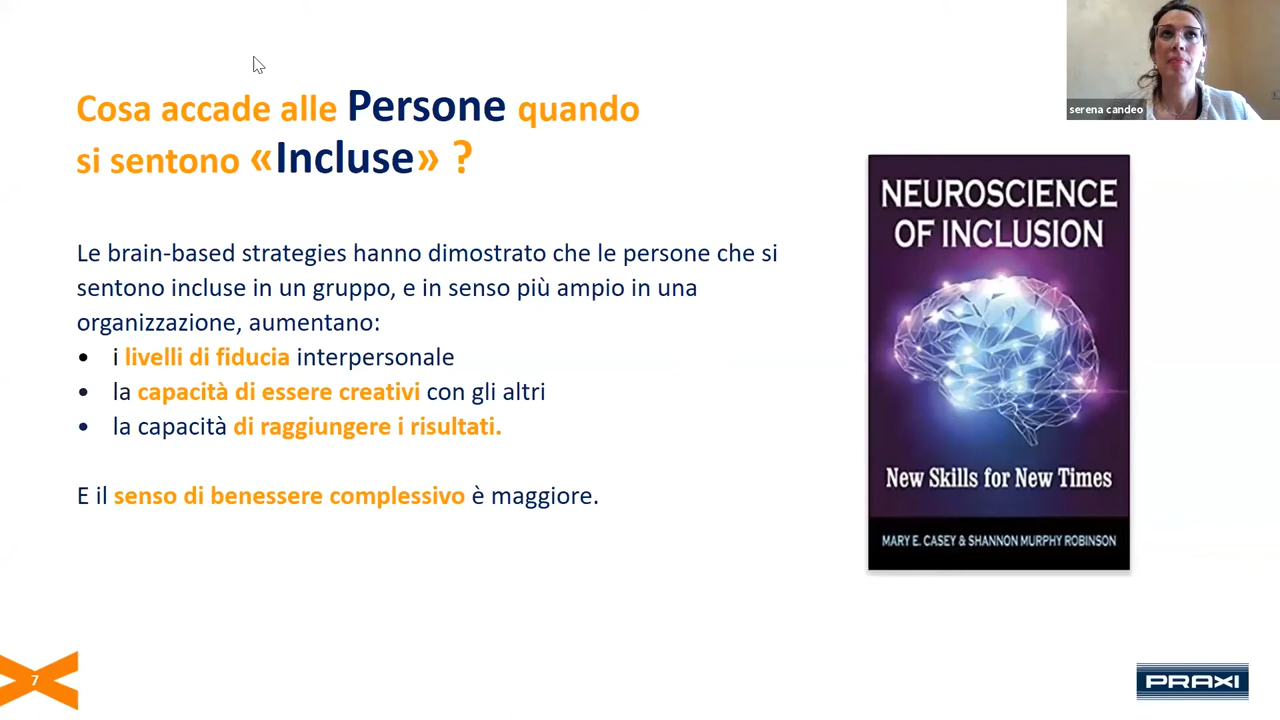 serena candeo
Cosa accade alle Persone quando
si sentono «Incluse» ?
Le brain-based strategies hanno dimostrato che le persone che si
sentono incluse in un gruppo, e in senso più ampio in una
organizzazione, aumentano:
• i livelli di fiducia interpersonale
• la capacità di essere creativi con gli altri
• la capacità di raggiungere i risultati.
E il senso di benessere complessivo è maggiore.
NEUROSCIENCE
OF INCLUSION
New Skills for New Times
MARY E. CASEY & SHANNON MURPHY ROBINSON
7
PRAXI